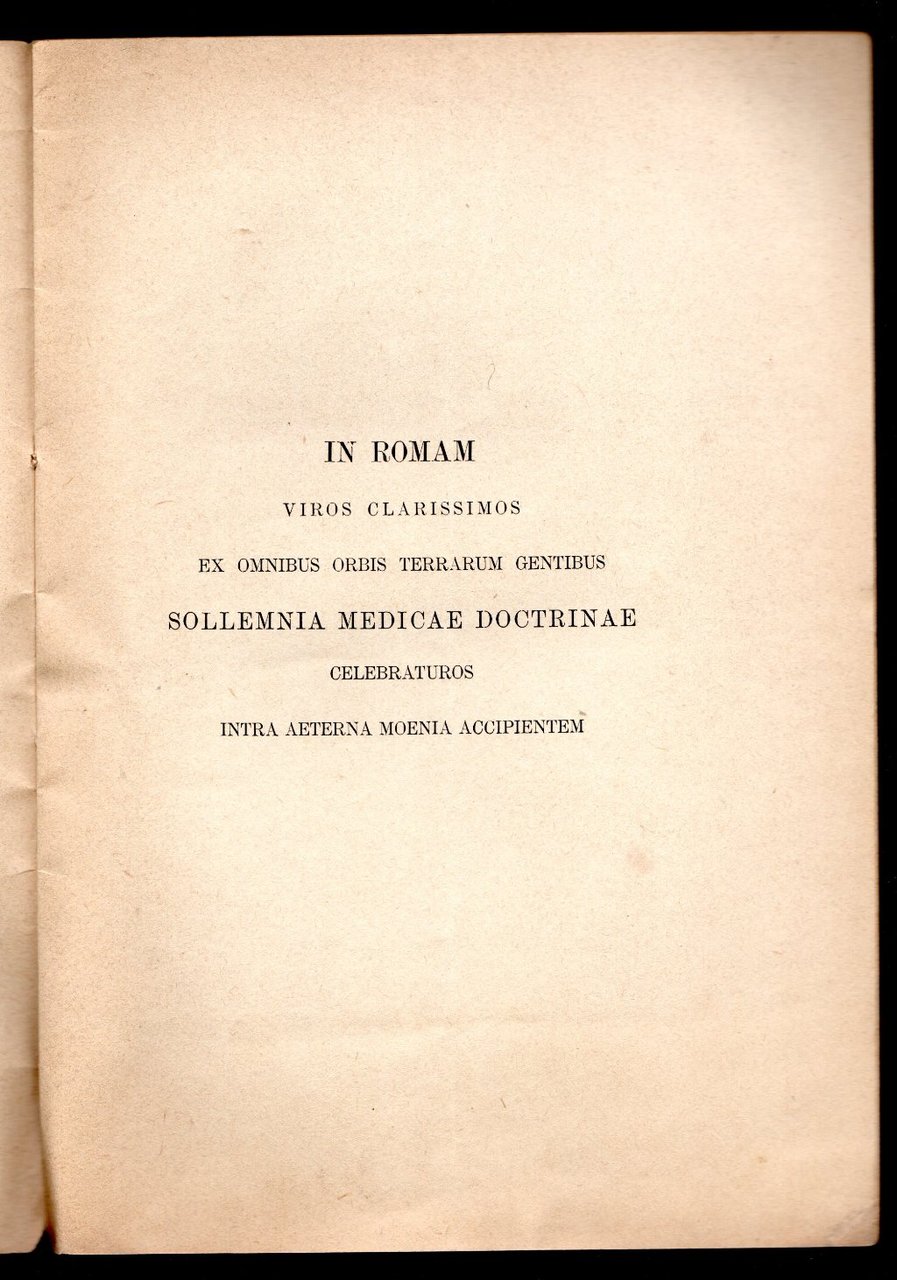 IN ROMAM
VIROS CLARISSIMOS
EX OMNIBUS ORBIS TERRARUM GENTIBUS
SOLLEMNIA MEDICAE DOCTRINAE
CELEBRATUROS
INTRA AETERNA MOENIA ACCIPIENTEM